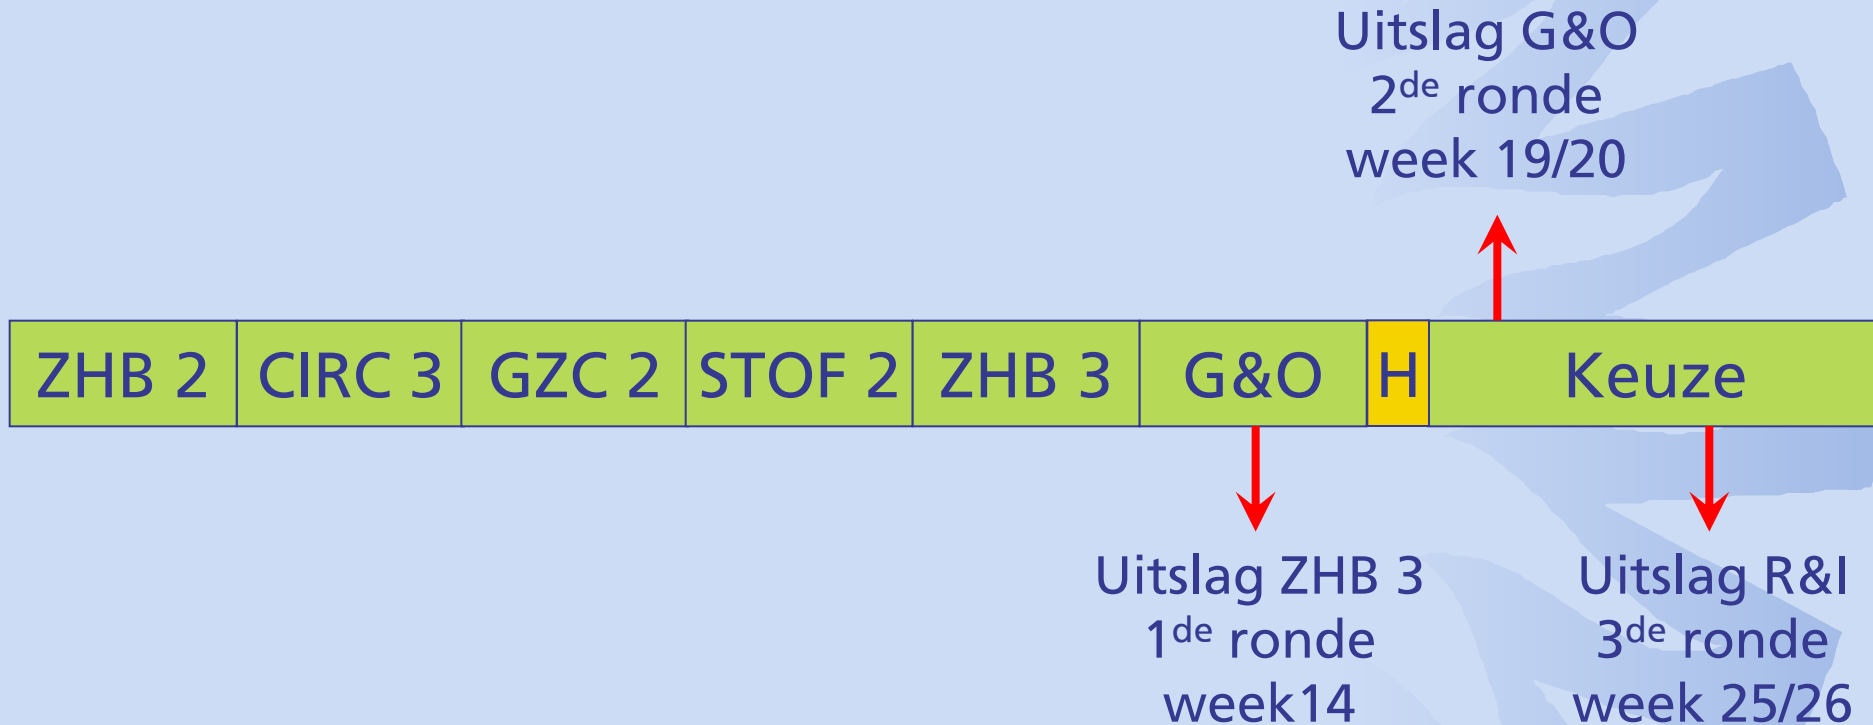 Uitslag G&O
2de ronde
week 19/20
ZHB 2 CIRC 3 GZC 2 STOF 2 ZHB 3 G&O H Keuze
Uitslag ZHB 3
1de ronde
week14
Uitslag R&I
3de ronde
week 25/26